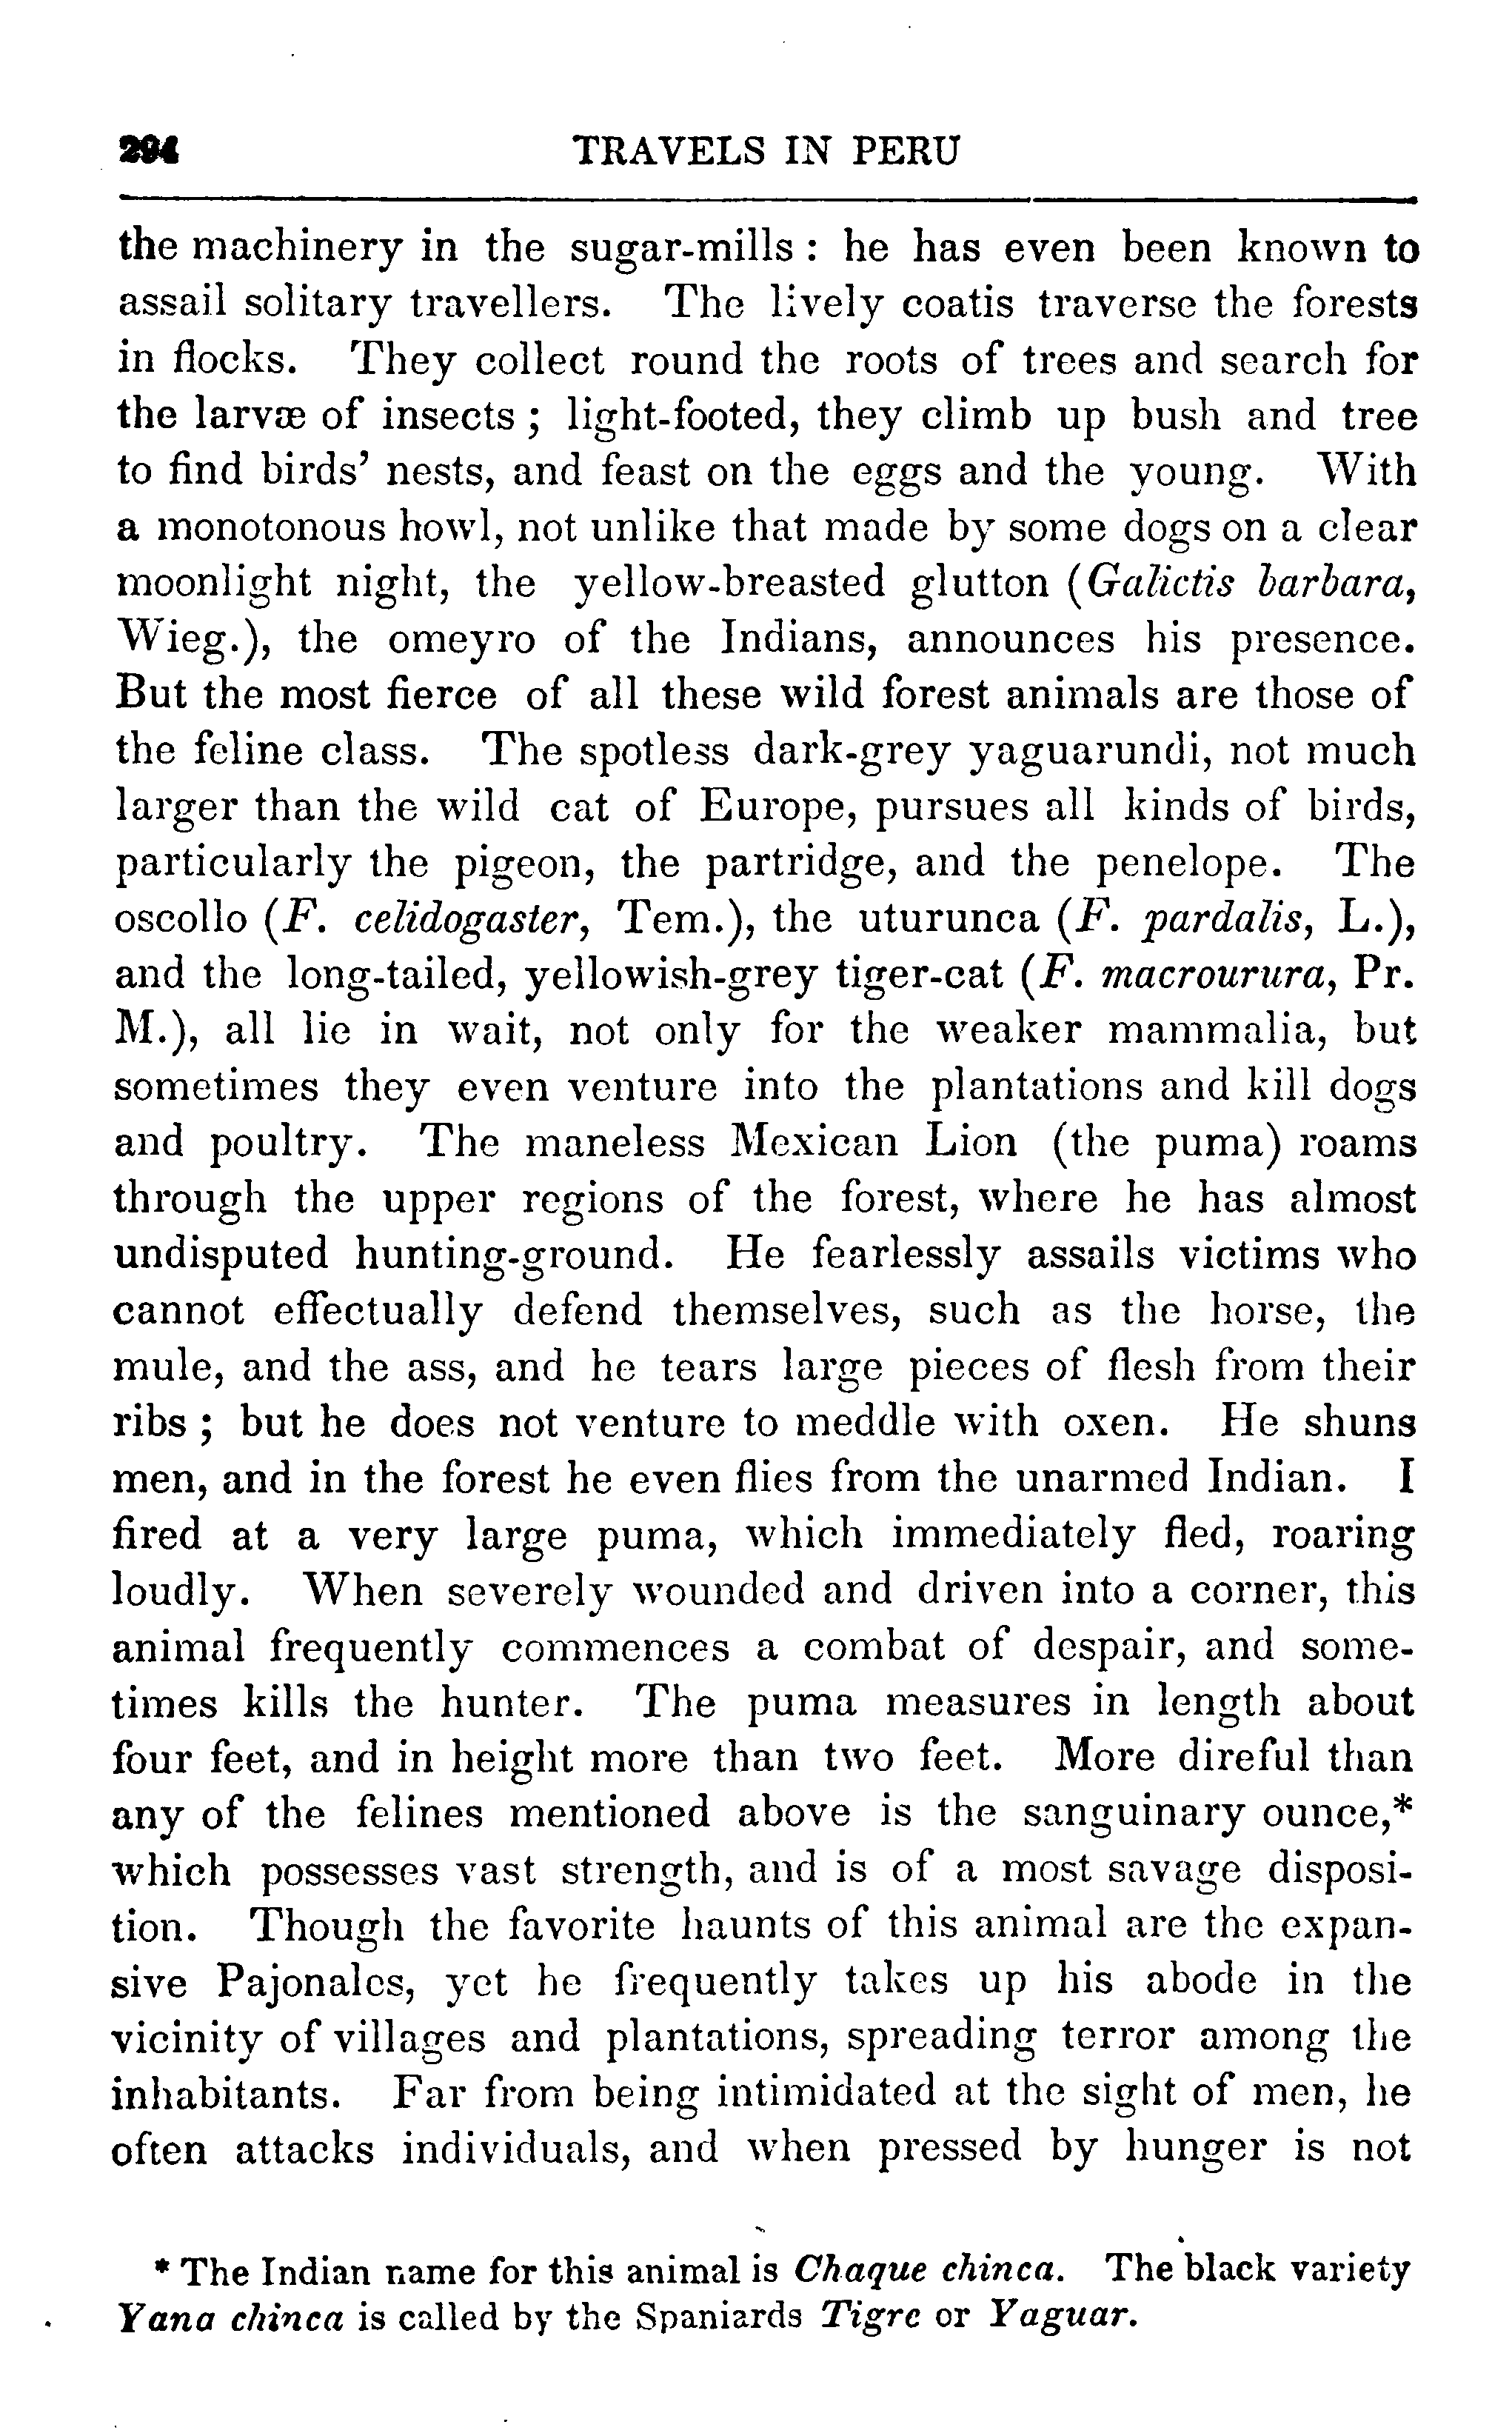 294 TRAVELS IN PERU
the machinery in the sugar-mills : he has even been known to
assail solitary travellers. The lively coatis traverse the forests
in flocks. They collect round the roots of trees and search for
the larvæ of insects ; light-footed, they climb up bush and tree
to find birds' nests, and feast on the eggs and the young. With
a monotonous howl, not unlike that made by some dogs on a clear
moonlight night, the yellow-breasted glutton (Galictis barbara,
Wieg.), the omeyro of the Indians, announces his presence.
But the most fierce of all these wild forest animals are those of
the feline class. The spotless dark-grey yaguarundi, not much
larger than the wild cat of Europe, pursues all kinds of birds,
particularly the pigeon, the partridge, and the penelope. The
oscollo (F. celidogaster, Tem.), the uturunca (F. pardalis, L.),
and the long-tailed, yellowish-grey tiger-cat (F. macrourura, Pr.
M.), all lie in wait, not only for the weaker mammalia, but
sometimes they even venture into the plantations and kill dogs
and poultry. The maneless Mexican Lion (the puma) roams
through the upper regions of the forest, where he has almost
undisputed hunting-ground. He fearlessly assails victims who
cannot effectually defend themselves, such as the horse, the
mule, and the ass, and he tears large pieces of flesh from their
ribs ; but he does not venture to meddle with oxen. He shuns
men, and in the forest he even flies from the unarmed Indian. I
fired at a very large puma, which immediately fled, roaring
loudly. When severely wounded and driven into a corner, this
animal frequently commences a combat of despair, and some-
times kills the hunter. The puma measures in length about
four feet, and in height more than two feet. More direful than
any of the felines mentioned above is the sanguinary ounce,*
which possesses vast strength, and is of a most savage disposi-
tion. Though the favorite haunts of this animal are the expan-
sive Pajonales, yet he frequently takes up his abode in the
vicinity of villages and plantations, spreading terror among the
inhabitants. Far from being intimidated at the sight of men, he
often attacks individuals, and when pressed by hunger is not
* The Indian name for this animal is Chaque chinca. The black variety
Yana chinca is called by the Spaniards Tigre or Yaguar.